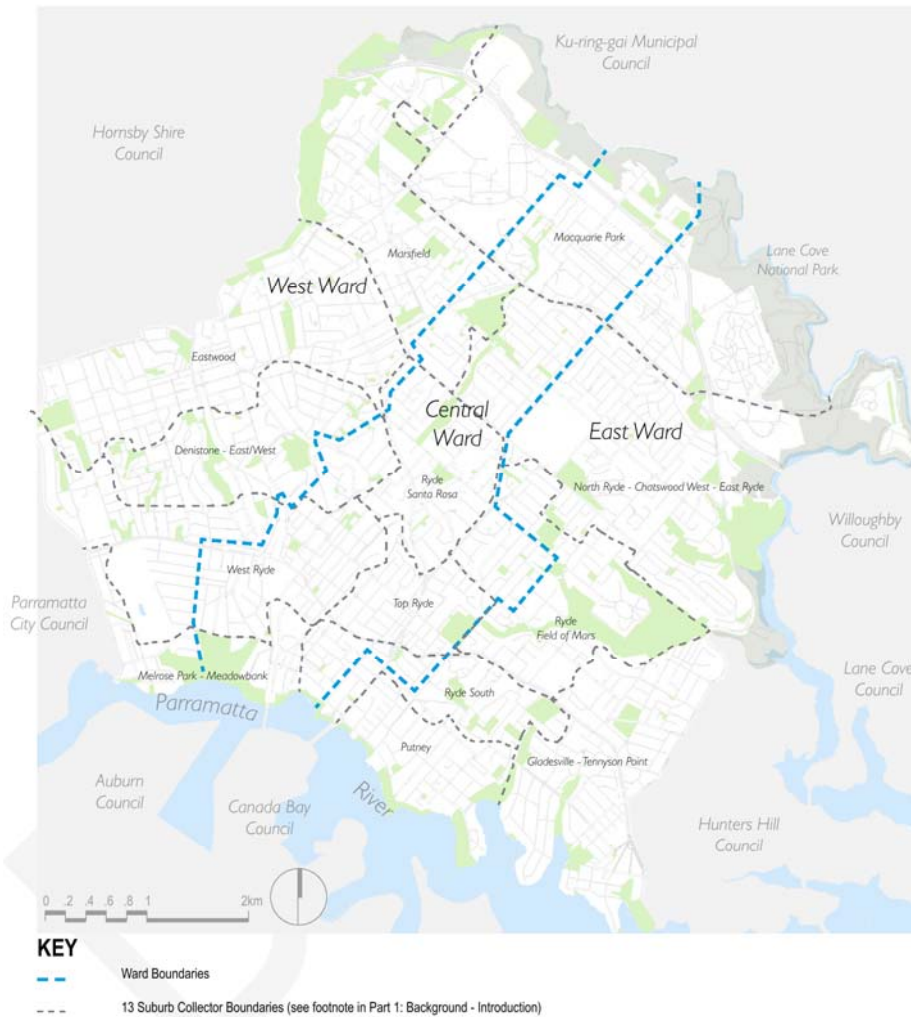 Ku-ring-gai Municipal
Council
Hornsby Shire
Council
Macquarie Park
Marsfield
Lane Cove
National Park
West Ward
Eastwood
Central
Ward
East Ward
Denistone - East/West
Ryde
Santa Rosa
North Ryde - Chatswood West - East Ryde
Willoughby
Council
West Ryde
Parramatta
City Council
Top Ryde
Ryde
Field of Mars
Melrose Park - Meadowbank
Lane Cove
Council
Parramatta
Ryde South
Putney
Gladesville - Tennyson Point
Auburn
Council
Canada Bay
Council
River
Hunters Hill
Council
0 .2 .4 .6 .8 1 2km
KEY
Ward Boundaries
13 Suburb Collector Boundaries (see footnote in Part 1: Background - Introduction)